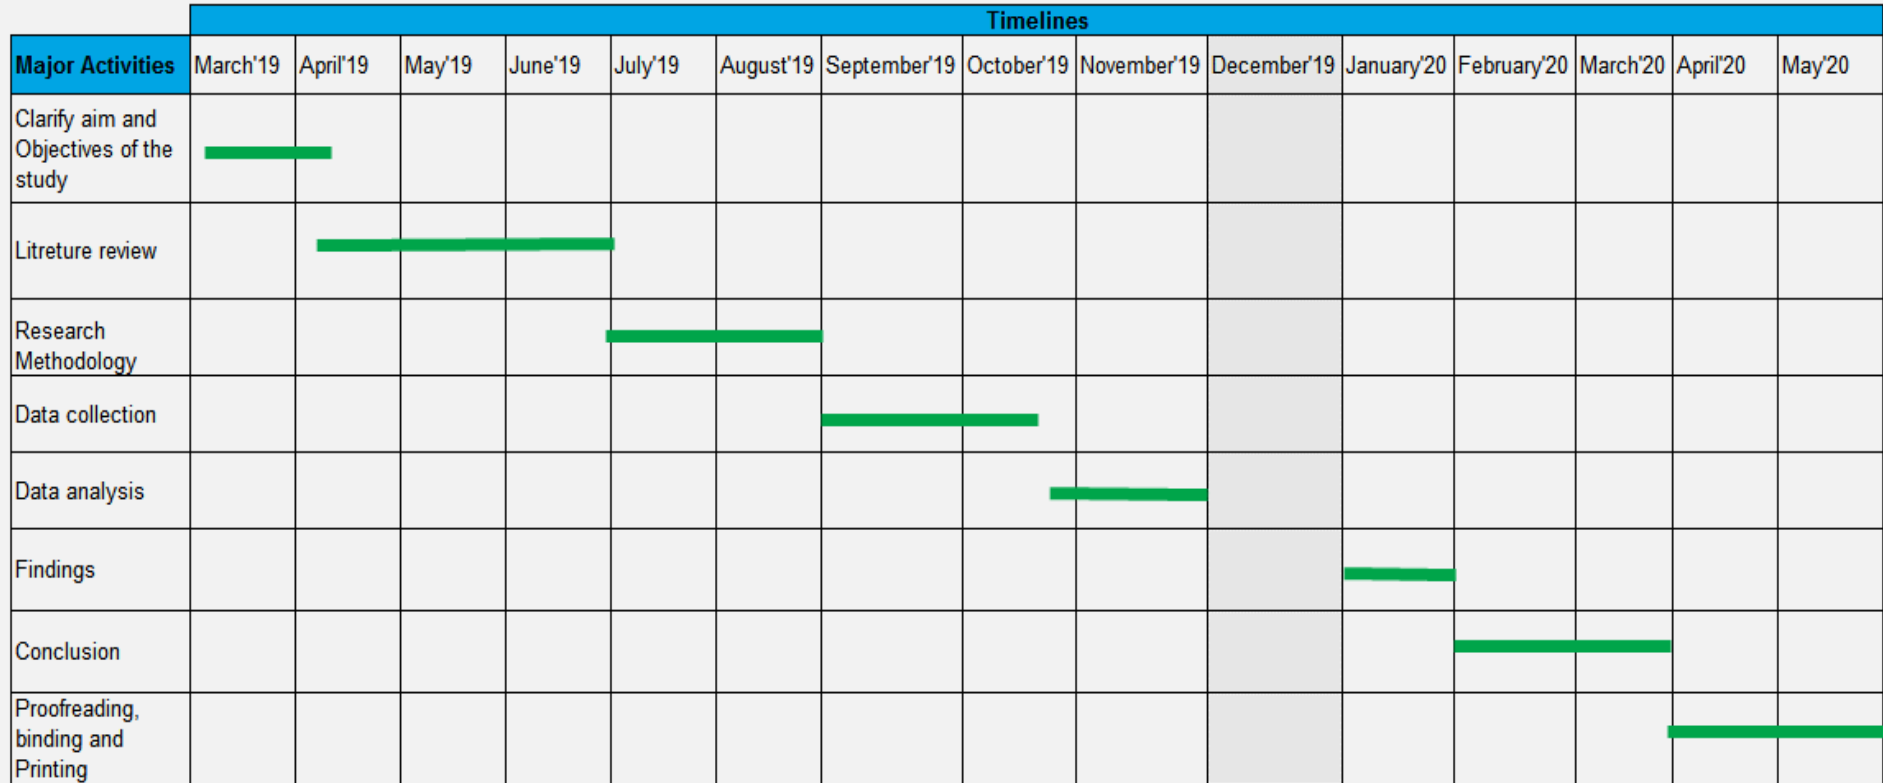 Timelines
Major Activities March'19 April'19 May'19 June'19 July'19 August'19 September'19 October'19 November'19 December'19 January'20 February'20 March'20 April'20 May'20
Clarify aim and
Objectives of the
study
Litreture review
Research
Methodology
Data collection
Data analysis
Findings
Conclusion
Proofreading,
binding and
Printing